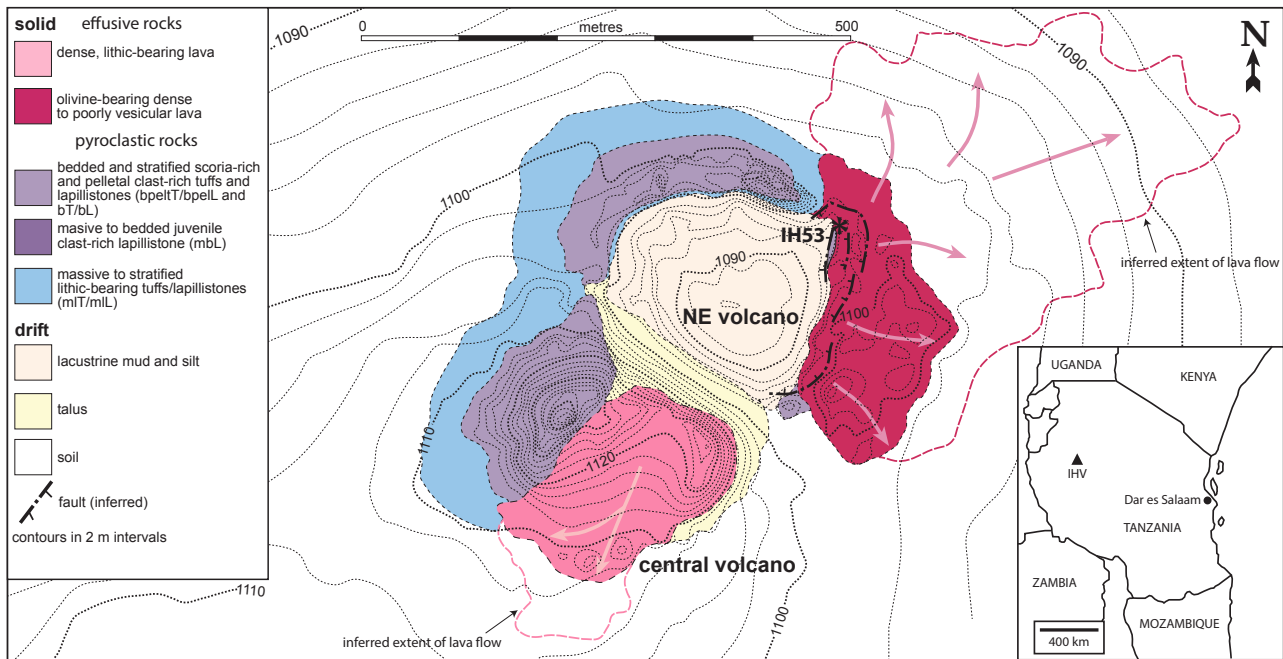 solid effusive rocks
dense, lithic-bearing lava
olivine-bearing dense
to poorly vesicular lava
pyroclastic rocks
bedded and stratified scoria-rich
and pelletal clast-rich tuffs and
lapillistones (bpeltT/bpelL and
bT/bL)
masive to bedded juvenile
clast-rich lapillistone (mbL)
massive to stratified
lithic-bearing tuffs/lapillistones
(mlT/mlL)
drift
lacustrine mud and silt
talus
soil
fault (inferred)
contours in 2 m intervals
0 metres 500
N
1090
1090
1100
IH53
1090
inferred extent of lava flow
NE volcano
1100
1110
1120
central volcano
1110
1100
inferred extent of lava flow
UGANDA
KENYA
IHV
Dar es Salaam
TANZANIA
ZAMBIA
MOZAMBIQUE
400 km